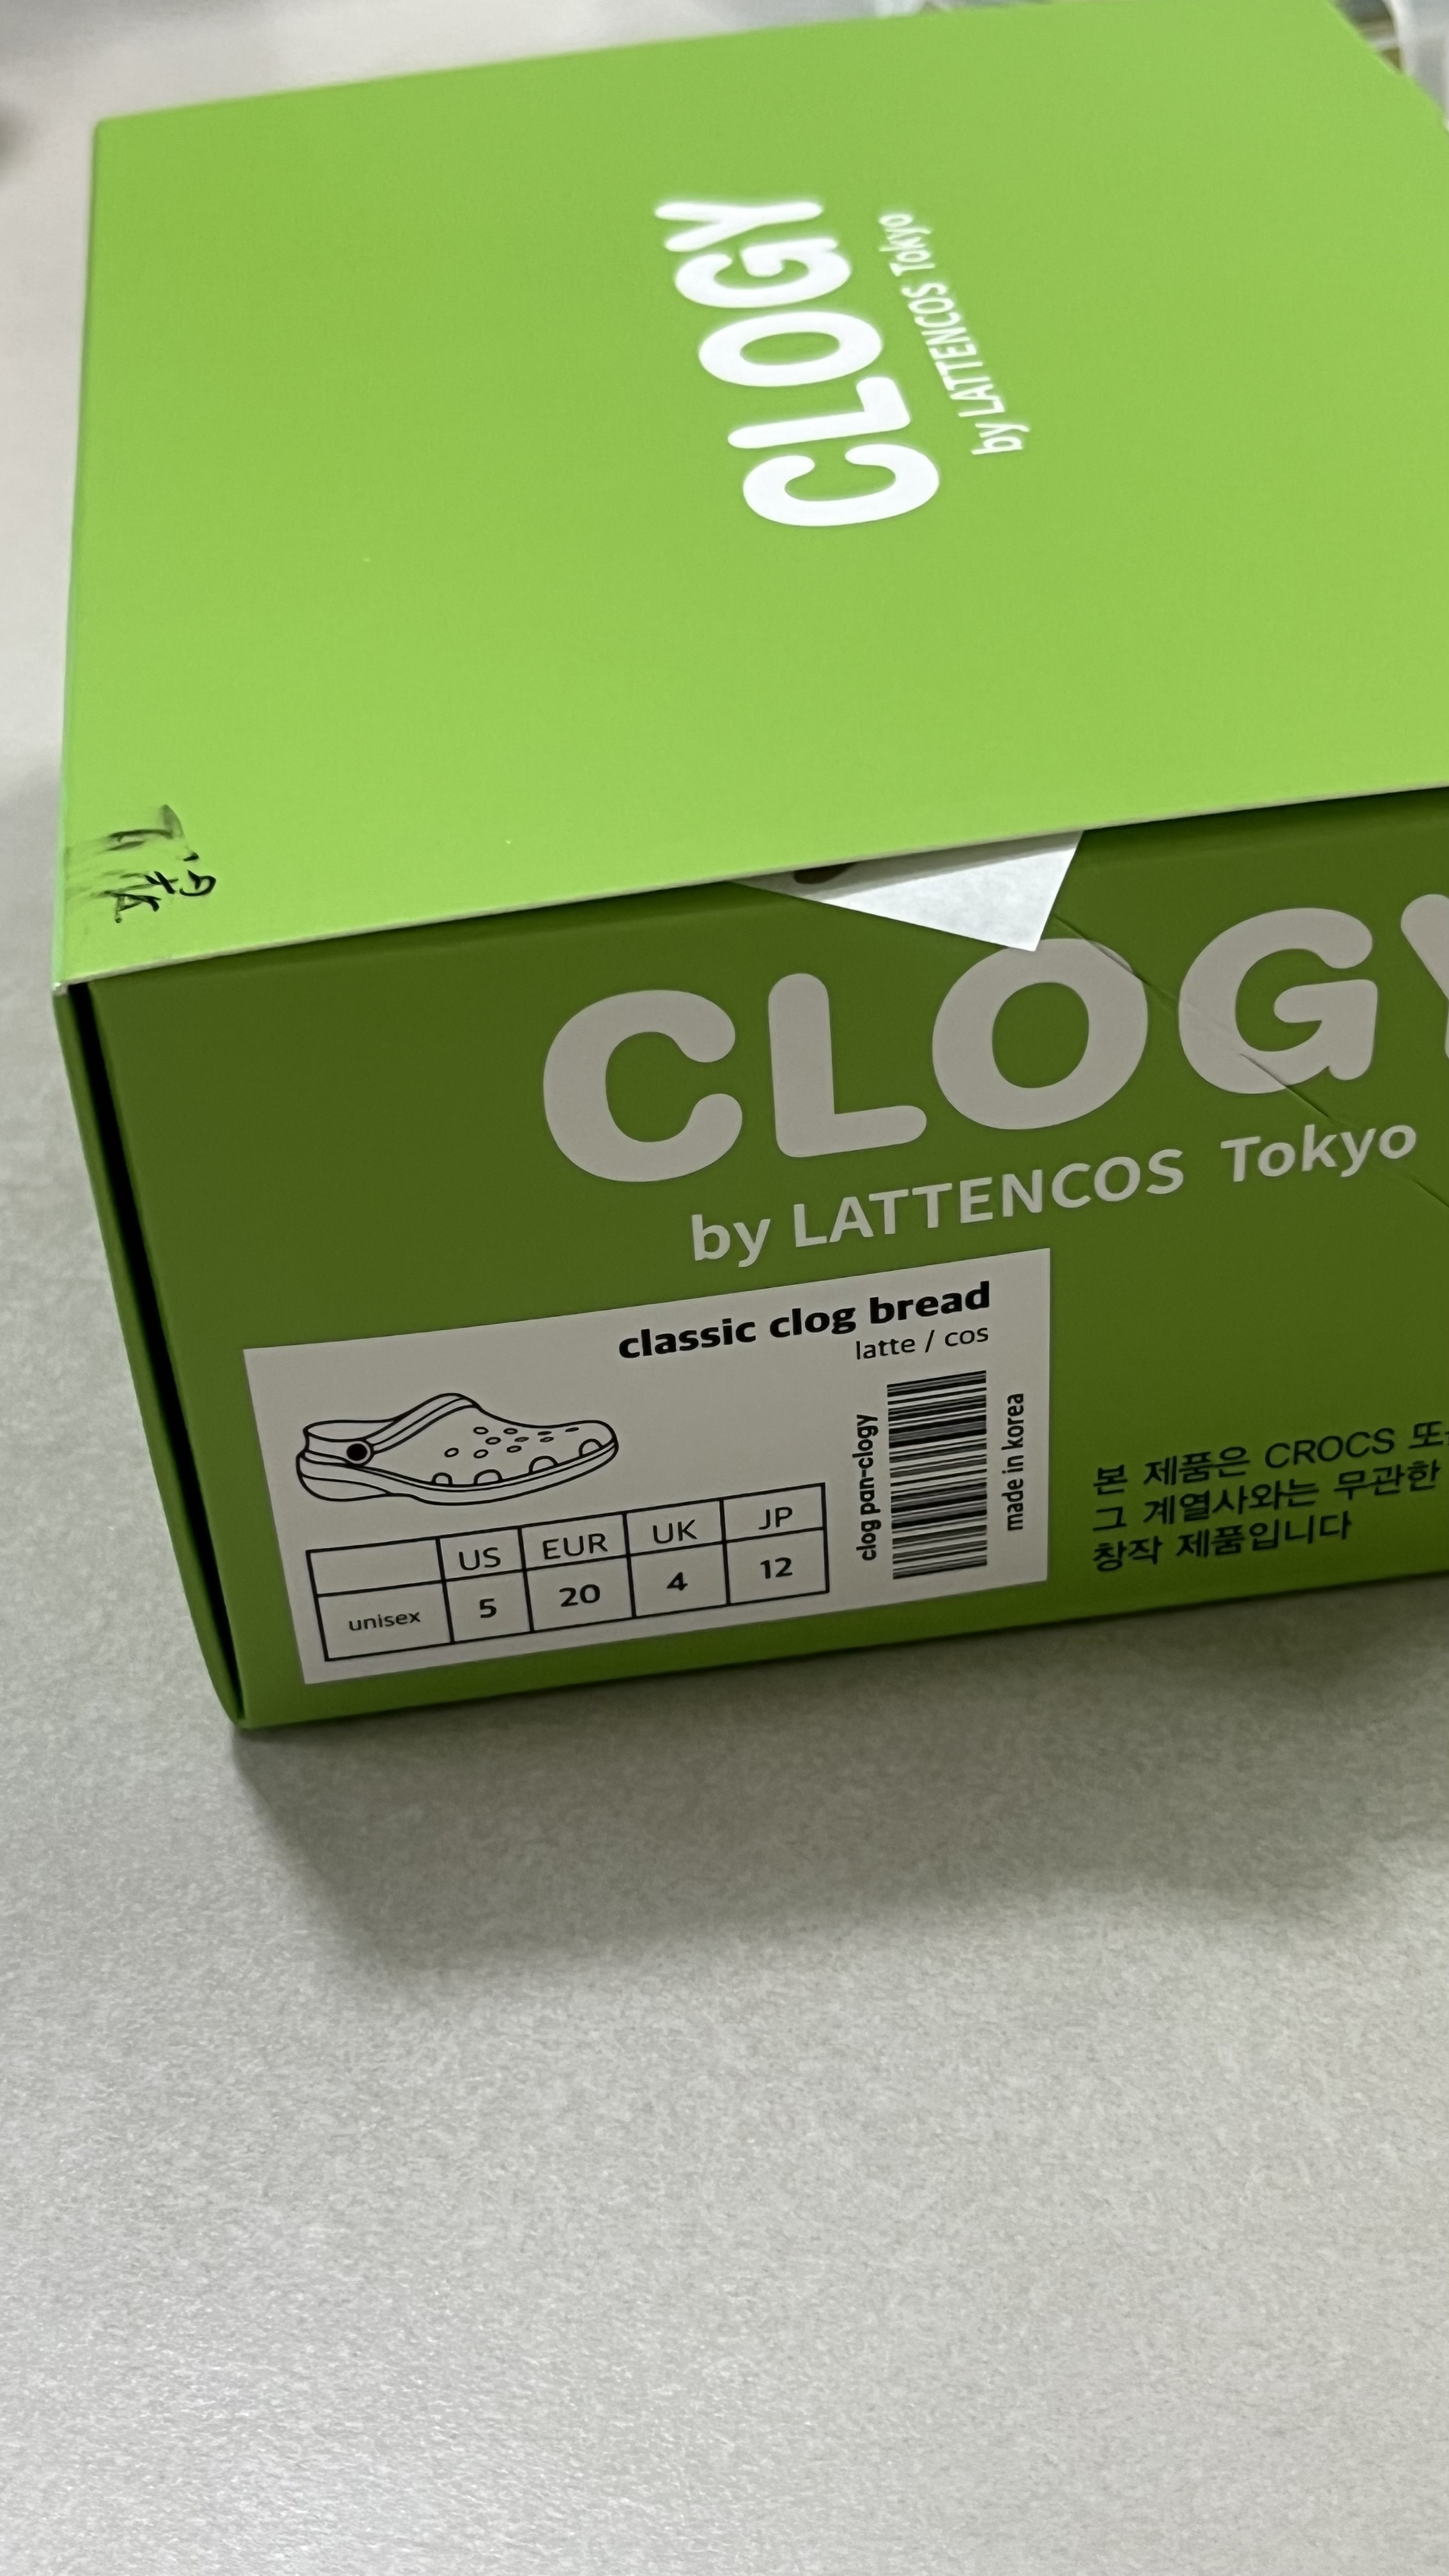 CLOGY
by LATTENCOS Tokyo
CLOGY
by LATTENCOS Tokyo
classic clog bread
latte / cos
clog pan-clogy
made in korea
US EUR UK JP
unisex 5 20 4 12
본 제품은 CROCS 또는
그 계열사와는 무관한
창작 제품입니다